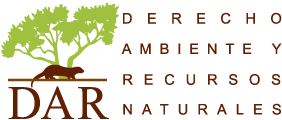 DAR
DERECHO
AMBIENTE Y
RECURSOS
NATURALES